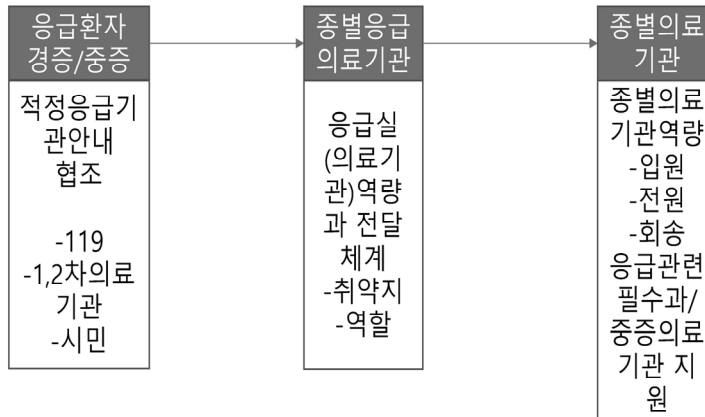 응급환자
경증/중증
적정응급기
관안내
협조
-119
-1,2차의료
기관
-시민
종별응급
의료기관
응급실
(의료기
관)역량
과 전달
체계
-취약지
-역할
종별의료
기관
종별의료
기관역량
-입원
-전원
-회송
응급관련
필수과/
중증의료
기관 지
원